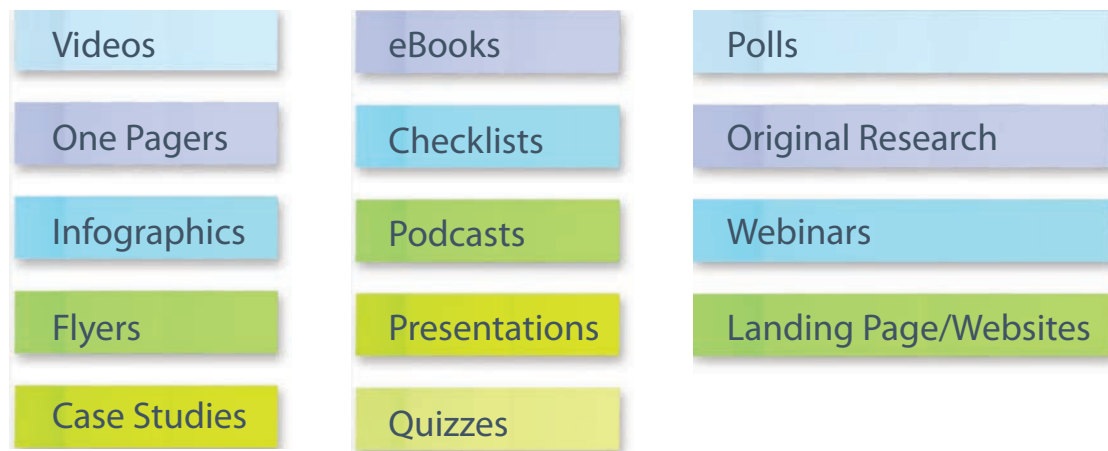 Videos
One Pagers
Infographics
Flyers
Case Studies
eBooks
Checklists
Podcasts
Presentations
Quizzes
Polls
Original Research
Webinars
Landing Page/Websites